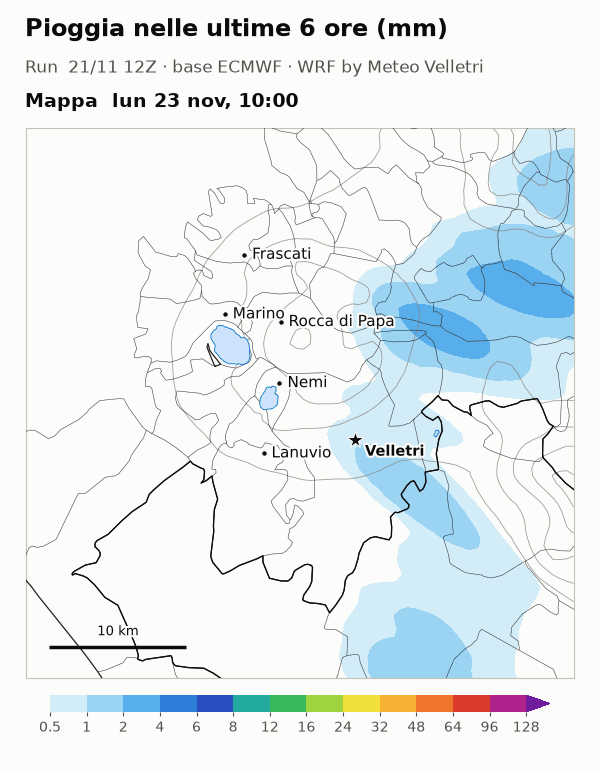 Pioggia nelle ultime 6 ore (mm)
Run  21/11 12Z · base ECMWF · WRF by Meteo Velletri
Mappa  lun 23 nov, 10:00
Frascati
Marino
Rocca di Papa
Nemi
Velletri
Lanuvio
10 km
0.5 1 2 4 6 8 12 16 24 32 48 64 96 128